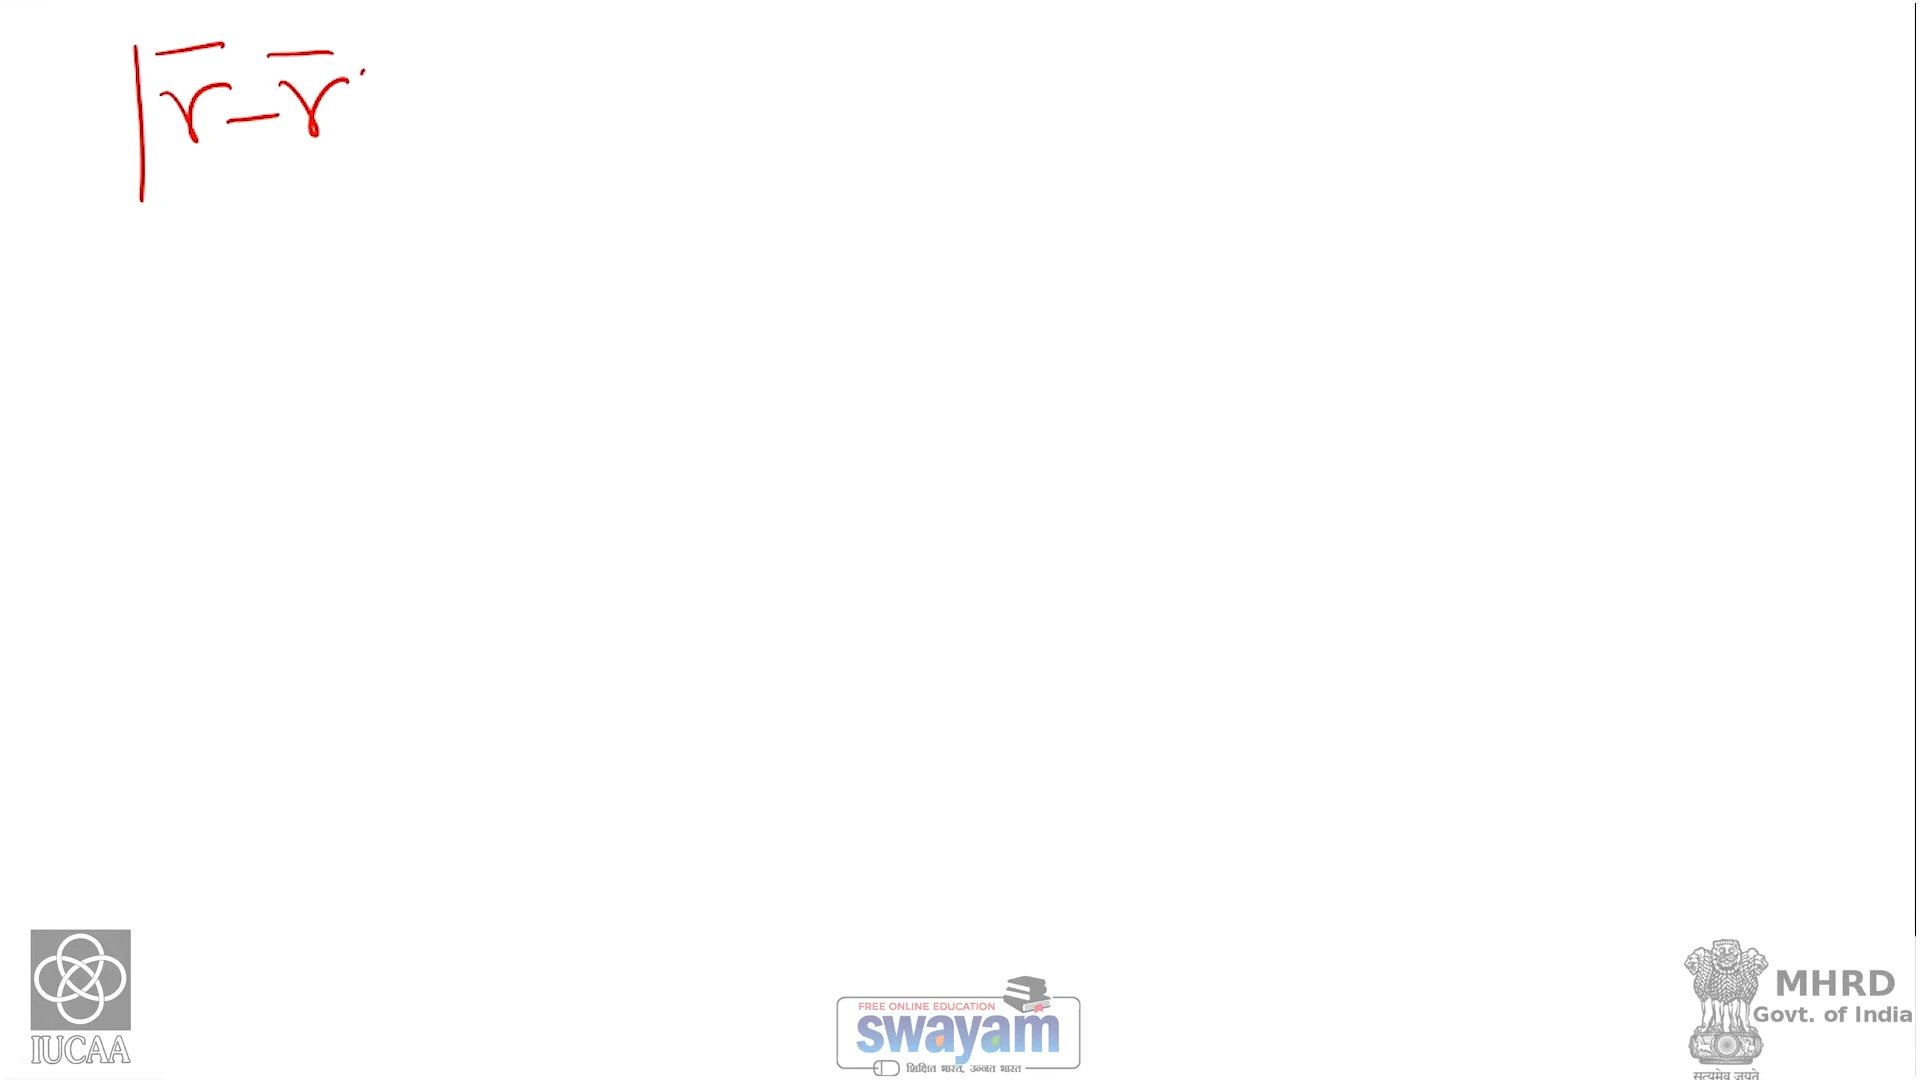 |r̅ - r̅'
IUCAA
FREE ONLINE EDUCATION
swayam
शिक्षित भारत, उन्नत भारत
MHRD
Govt. of India
सत्यमेव जयते